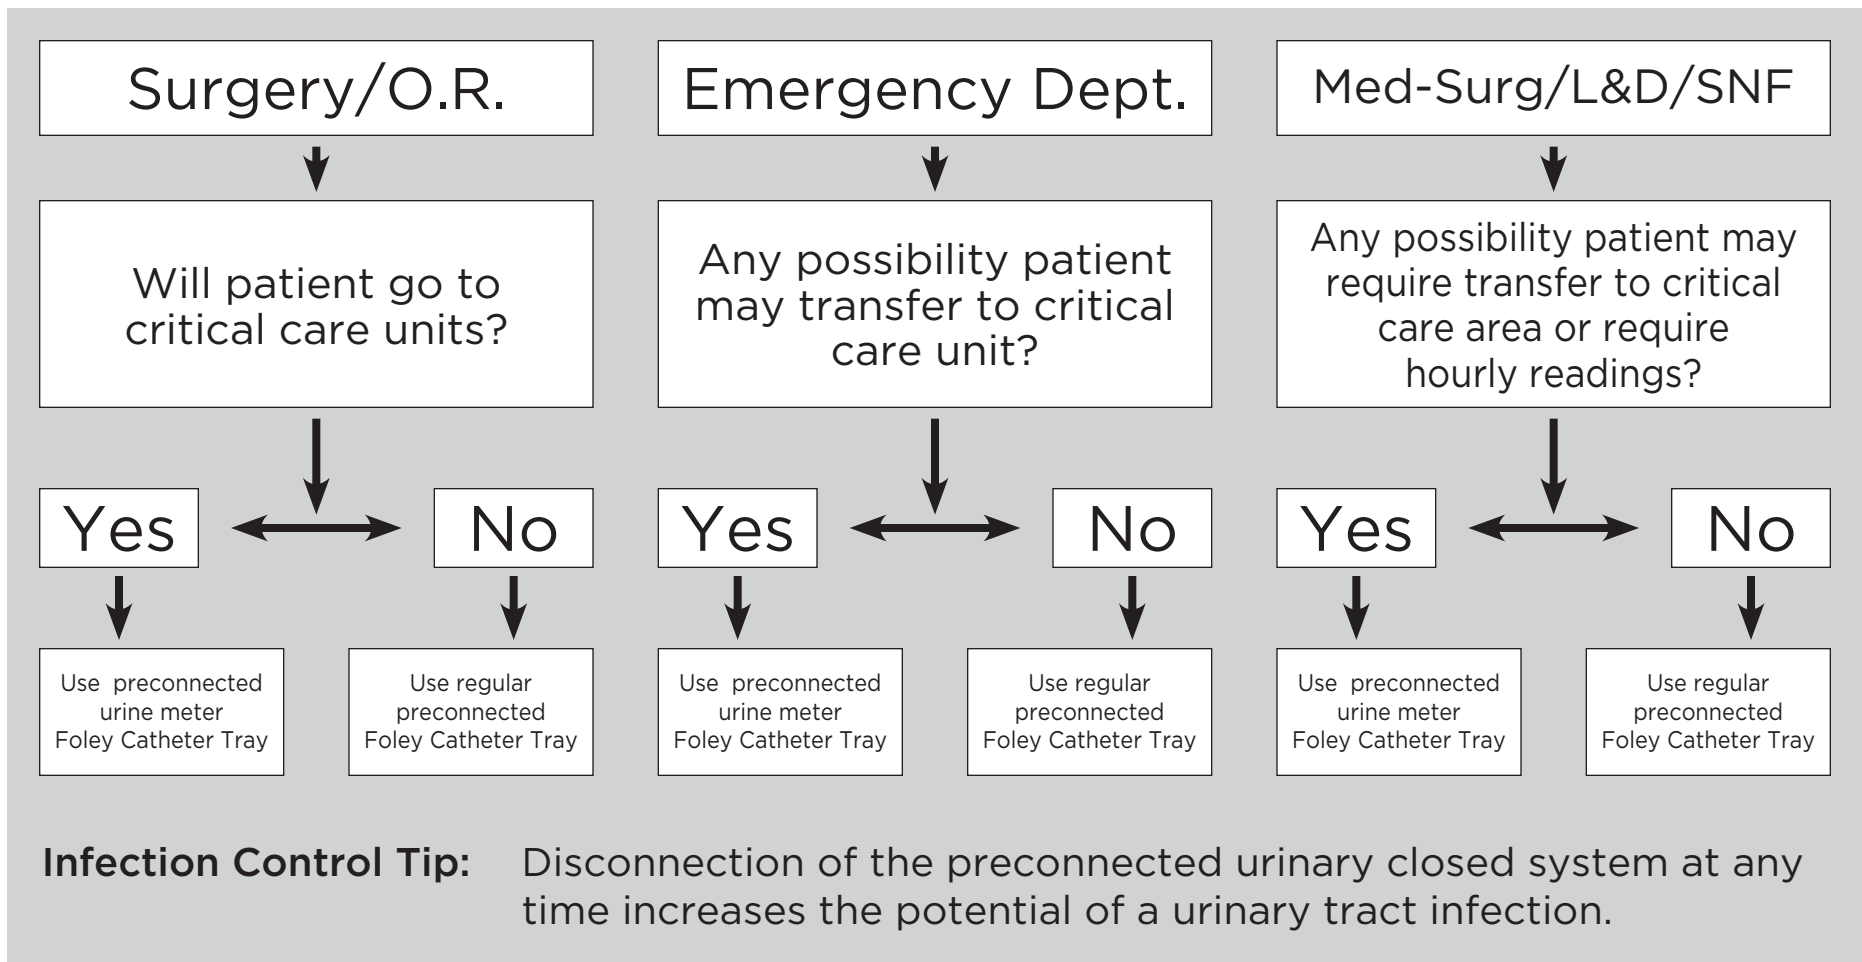 Surgery/O.R.
Emergency Dept.
Med-Surg/L&D/SNF
Will patient go to
critical care units?
Any possibility patient
may transfer to critical
care unit?
Any possibility patient may
require transfer to critical
care area or require
hourly readings?
Yes
No
Yes
No
Yes
No
Use preconnected
urine meter
Foley Catheter Tray
Use regular
preconnected
Foley Catheter Tray
Use preconnected
urine meter
Foley Catheter Tray
Use regular
preconnected
Foley Catheter Tray
Use preconnected
urine meter
Foley Catheter Tray
Use regular
preconnected
Foley Catheter Tray
Infection Control Tip: Disconnection of the preconnected urinary closed system at any
time increases the potential of a urinary tract infection.